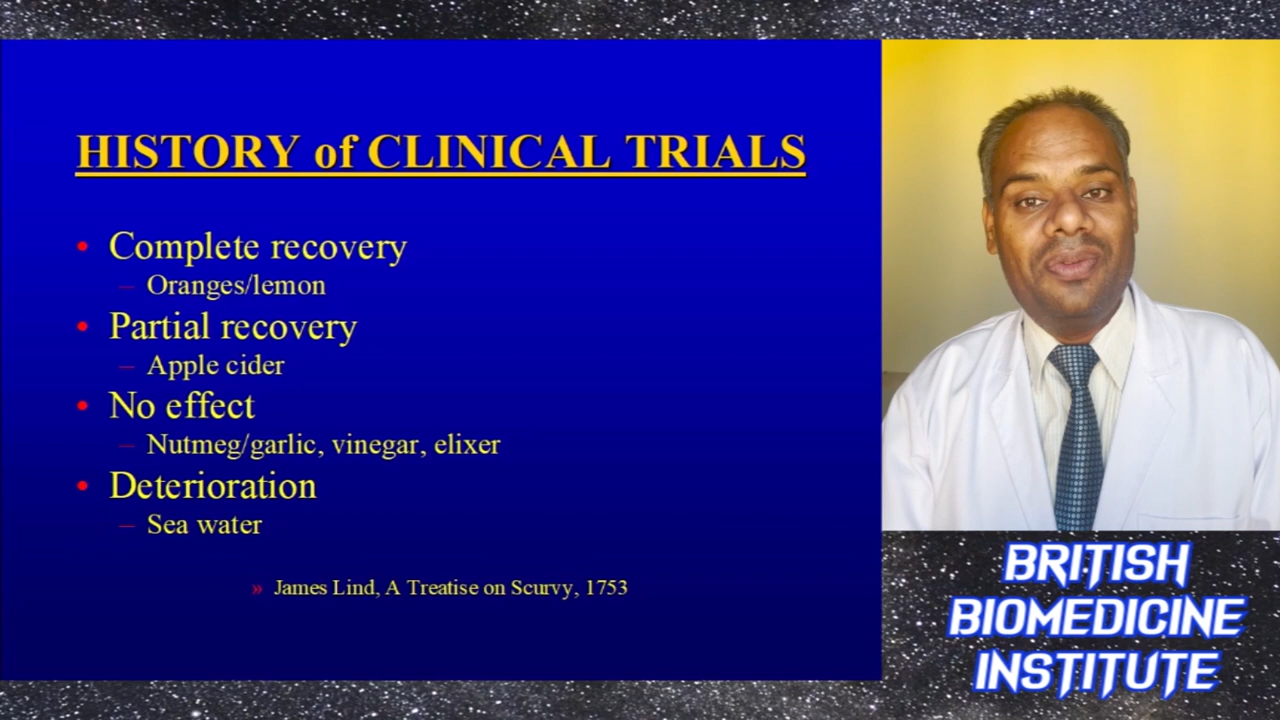 HISTORY of CLINICAL TRIALS
• Complete recovery
– Oranges/lemon
• Partial recovery
– Apple cider
• No effect
– Nutmeg/garlic, vinegar, elixer
• Deterioration
– Sea water
» James Lind, A Treatise on Scurvy, 1753
BRITISH
BIOMEDICINE
INSTITUTE